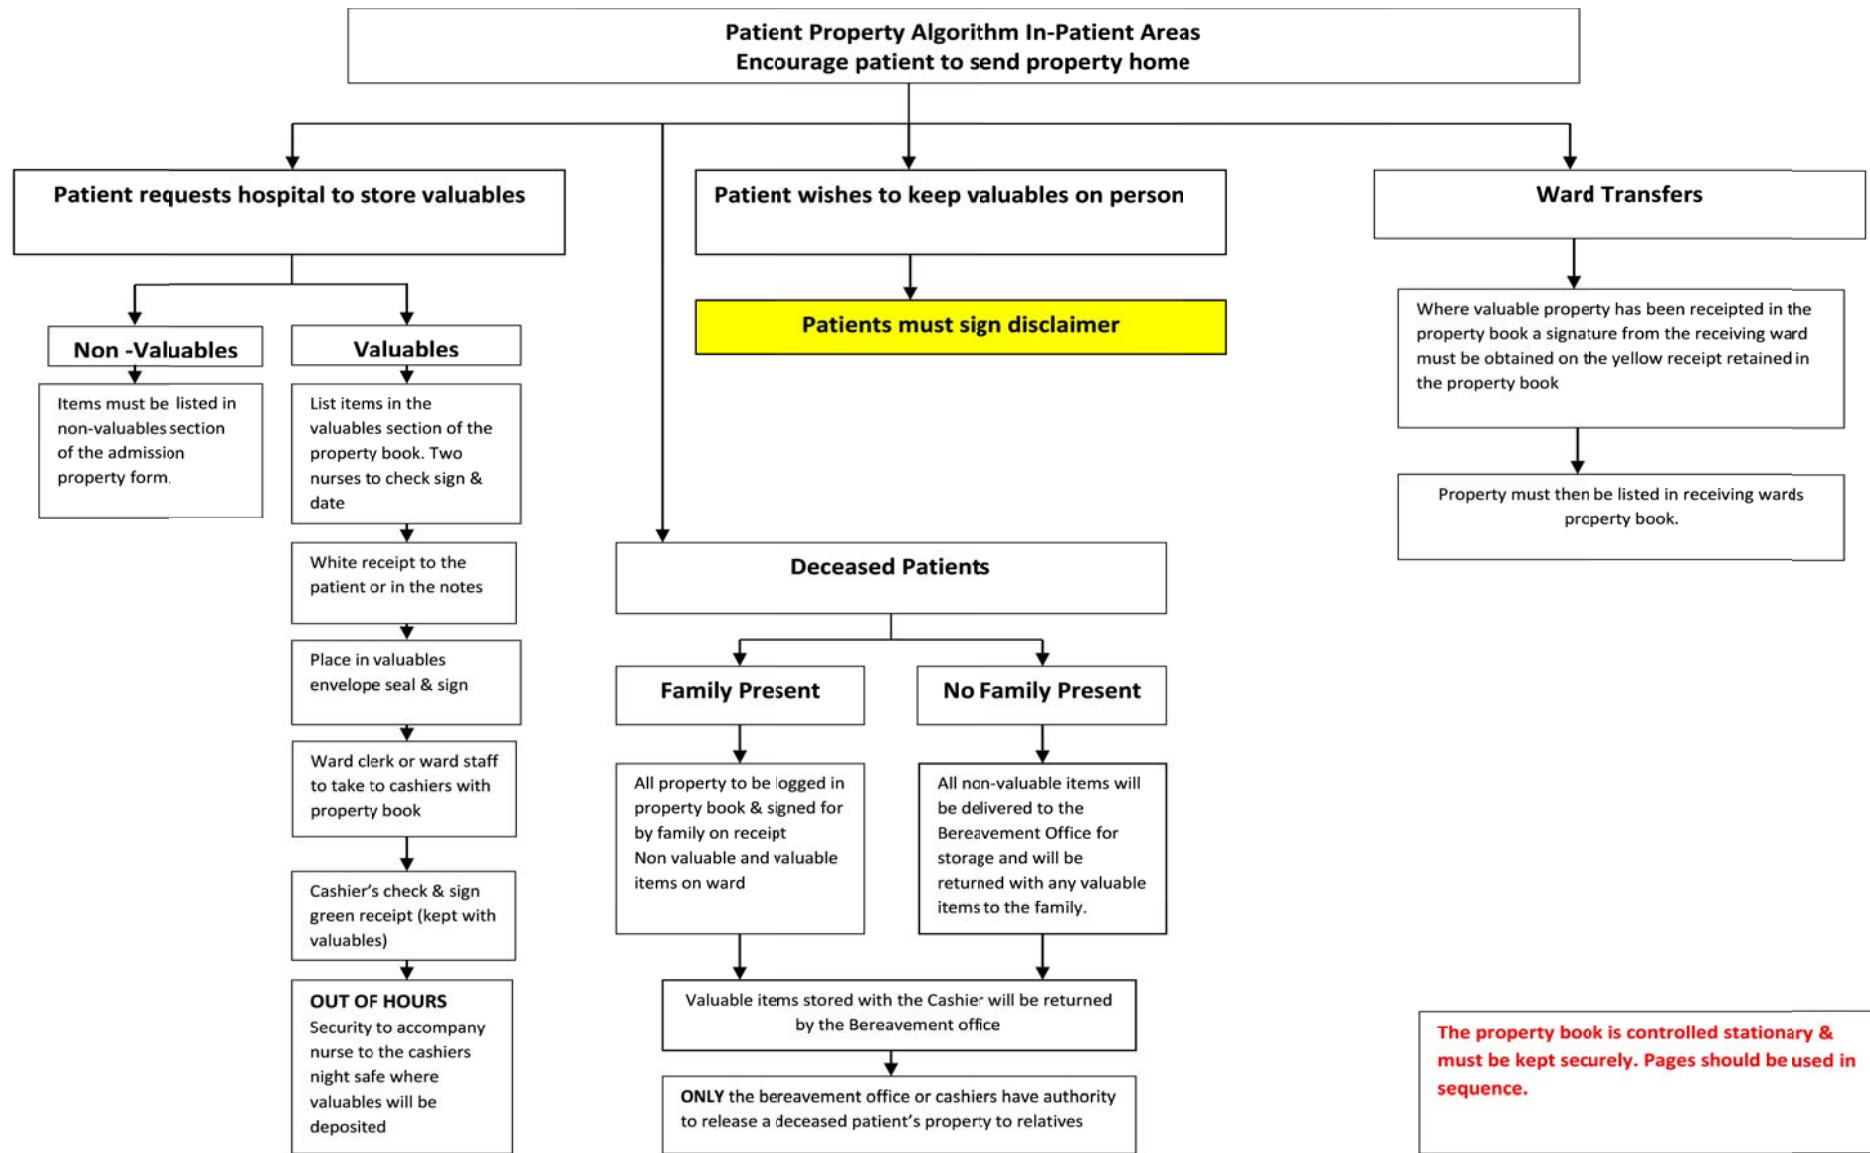 Patient Property Algorithm In-Patient Areas
Encourage patient to send property home
Patient requests hospital to store valuables
Patient wishes to keep valuables on person
Ward Transfers
Non -Valuables
Valuables
Patients must sign disclaimer
Where valuable property has been receipted in the
property book a signature from the receiving ward
must be obtained on the yellow receipt retained in
the property book
Items must be listed in
non-valuables section
of the admission
property form.
List items in the
valuables section of the
property book. Two
nurses to check sign &
date
Property must then be listed in receiving wards
property book.
White receipt to the
patient or in the notes
Deceased Patients
Place in valuables
envelope seal & sign
Family Present
No Family Present
Ward clerk or ward staff
to take to cashiers with
property book
All property to be logged in
property book & signed for
by family on receipt
Non valuable and valuable
items on ward
All non-valuable items will
be delivered to the
Bereavement Office for
storage and will be
returned with any valuable
items to the family.
Cashier's check & sign
green receipt (kept with
valuables)
OUT OF HOURS
Security to accompany
nurse to the cashiers
night safe where
valuables will be
deposited
Valuable items stored with the Cashier will be returned
by the Bereavement office
ONLY the bereavement office or cashiers have authority
to release a deceased patient's property to relatives
The property book is controlled stationary &
must be kept securely. Pages should be used in
sequence.